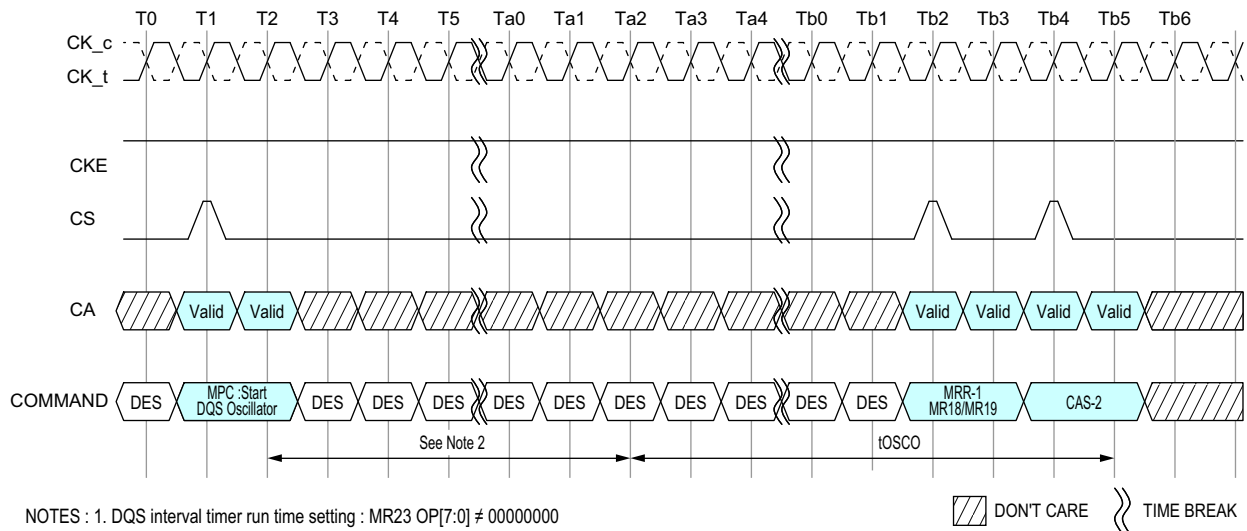 T0 T1 T2 T3 T4 T5 Ta0 Ta1 Ta2 Ta3 Ta4 Tb0 Tb1 Tb2 Tb3 Tb4 Tb5 Tb6
CK_c
CK_t
CKE
CS
CA Valid Valid Valid Valid Valid Valid
COMMAND DES MPC :Start DQS Oscillator DES DES DES DES DES DES DES DES DES DES MRR-1 MR18/MR19 CAS-2
See Note 2 tOSCO
NOTES : 1. DQS interval timer run time setting : MR23 OP[7:0] ≠ 00000000
DON'T CARE TIME BREAK